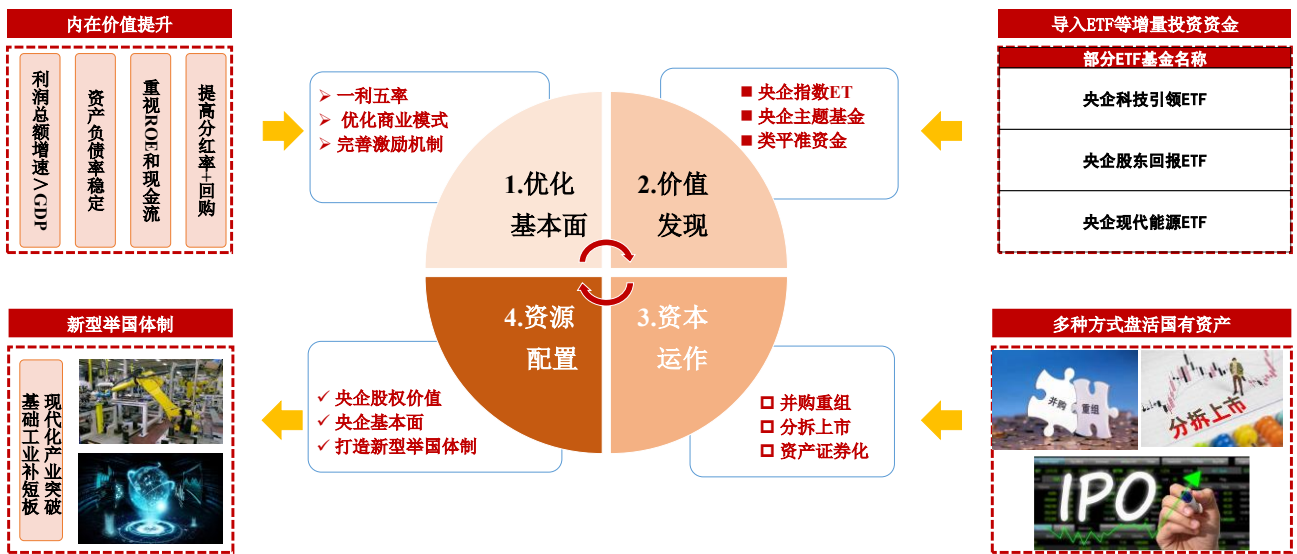 内在价值提升
利润总额增速＞GDP
资产负债率稳定
重视ROE和现金流
提高分红率+回购
一利五率
优化商业模式
完善激励机制
1.优化
基本面
2.价值
发现
央企指数ET
央企主题基金
类平准资金
导入ETF等增量投资资金
部分ETF基金名称
央企科技引领ETF
央企股东回报ETF
央企现代能源ETF
新型举国体制
现代化产业突破
基础工业补短板
央企股权价值
央企基本面
打造新型举国体制
4.资源
配置
3.资本
运作
并购重组
分拆上市
资产证券化
多种方式盘活国有资产
并购
重组
分拆上市
IPO